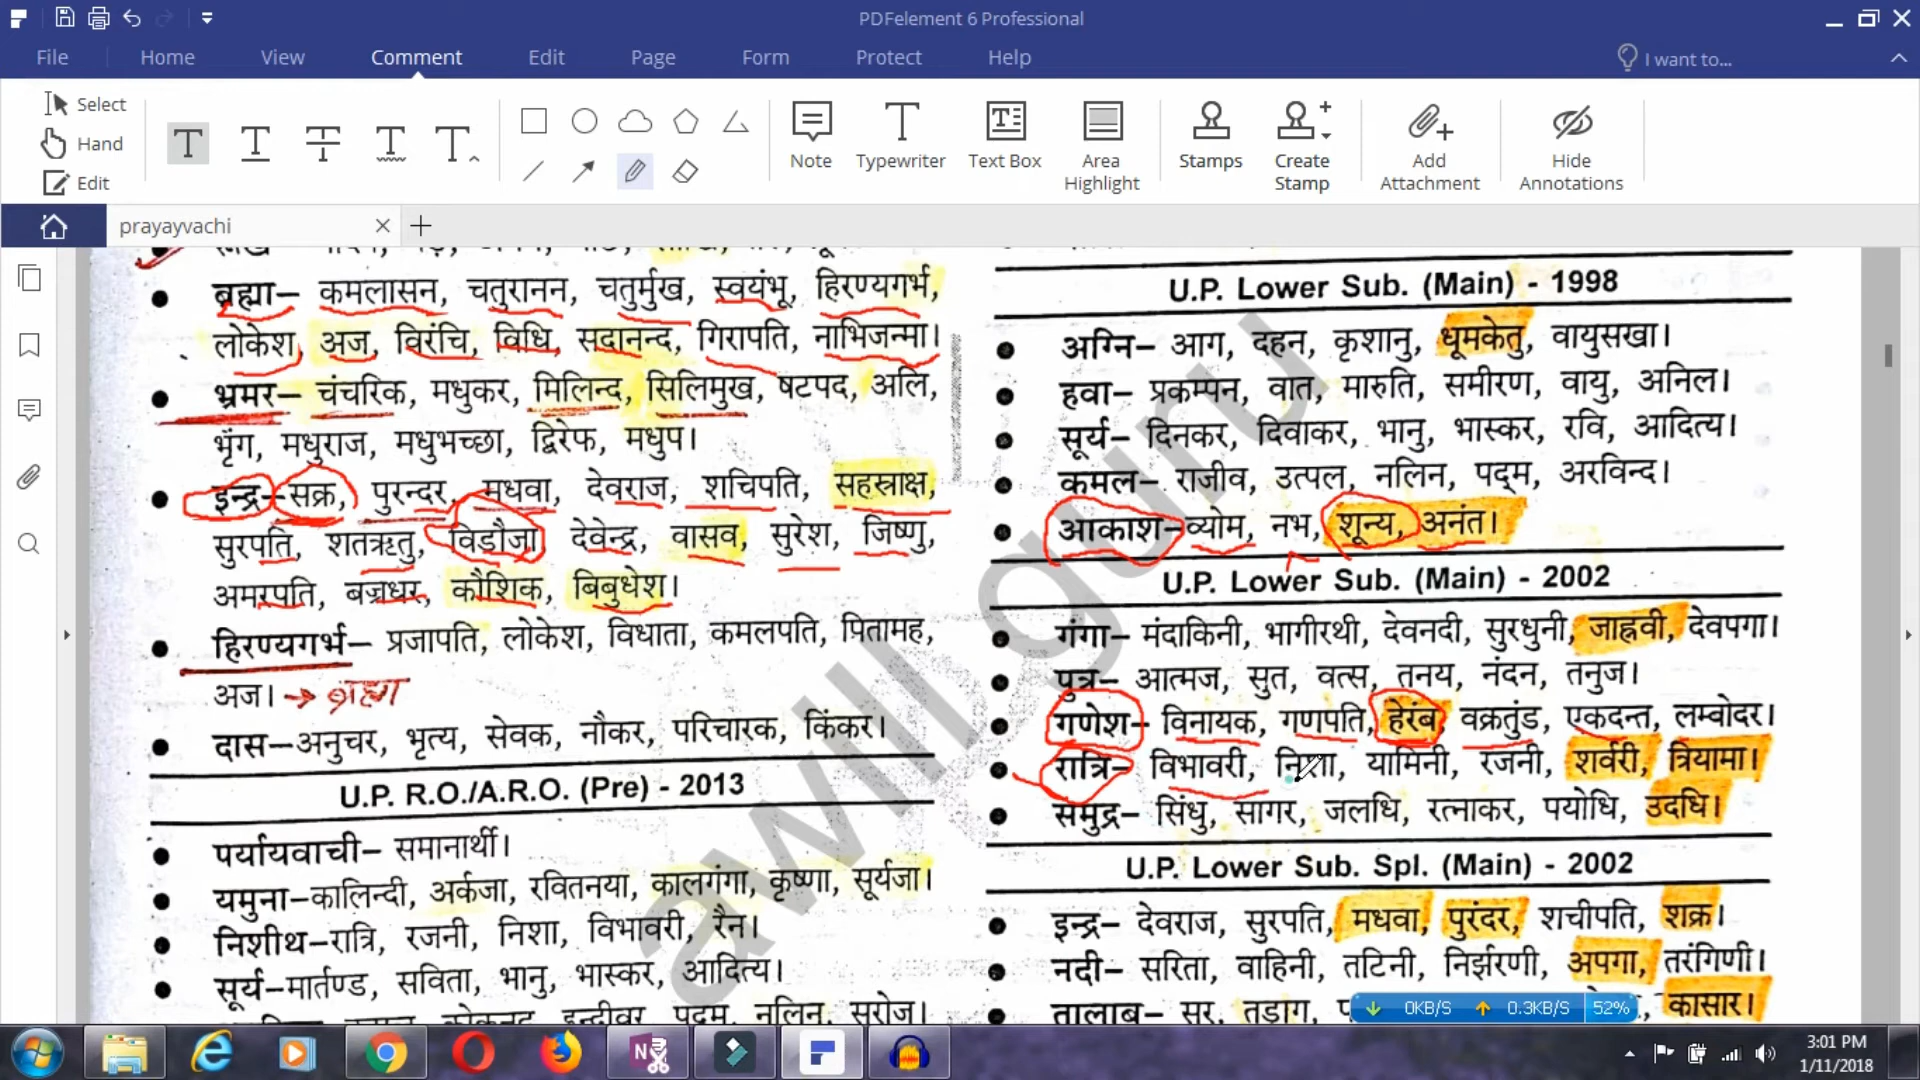 PDFelement 6 Professional
File Home View Comment Edit Page Form Protect Help I want to...
Select
Hand
Edit
Note Typewriter Text Box Area Highlight Stamps Create Stamp Add Attachment Hide Annotations
prayayvachi
ब्रह्मा– कमलासन, चतुरानन, चतुर्मुख, स्वयंभू, हिरण्यगर्भ,
लोकेश, अज, विरंचि, विधि, सदानन्द, गिरापति, नाभिजन्मा।
भ्रमर– चंचरिक, मधुकर, मिलिन्द, सिलिमुख, षटपद, अलि,
भृंग, मधुराज, मधुभच्छा, द्विरेफ, मधुप।
इन्द्र–सक्र, पुरन्दर, मधवा, देवराज, शचिपति, सहस्त्राक्ष,
सुरपति, शतऋतु, विडौजा, देवेन्द्र, वासव, सुरेश, जिष्णु,
अमरपति, बज्रधर, कौशिक, बिबुधेश।
हिरण्यगर्भ– प्रजापति, लोकेश, विधाता, कमलपति, पितामह,
अज। → ब्रह्मा
दास–अनुचर, भृत्य, सेवक, नौकर, परिचारक, किंकर।
U.P. R.O./A.R.O. (Pre) - 2013
पर्यायवाची– समानार्थी।
यमुना–कालिन्दी, अर्कजा, रवितनया, कालगंगा, कृष्णा, सूर्यजा।
निशीथ–रात्रि, रजनी, निशा, विभावरी, रैन।
सूर्य–मार्तण्ड, सविता, भानु, भास्कर, आदित्य।
इन्दीवर, पदम, नलिन, सरोज।
U.P. Lower Sub. (Main) - 1998
अग्नि– आग, दहन, कृशानु, धूमकेतु, वायुसखा।
हवा– प्रकम्पन, वात, मारुति, समीरण, वायु, अनिल।
सूर्य– दिनकर, दिवाकर, भानु, भास्कर, रवि, आदित्य।
कमल– राजीव, उत्पल, नलिन, पद्म, अरविन्द।
आकाश–व्योम, नभ, शून्य, अनंत।
U.P. Lower Sub. (Main) - 2002
गंगा– मंदाकिनी, भागीरथी, देवनदी, सुरधुनी, जाह्नवी, देवपगा।
पुत्र– आत्मज, सुत, वत्स, तनय, नंदन, तनुज।
गणेश– विनायक, गणपति, हेरंब, वक्रतुंड, एकदन्त, लम्बोदर।
रात्रि– विभावरी, निशा, यामिनी, रजनी, शर्वरी, त्रियामा।
समुद्र– सिंधु, सागर, जलधि, रत्नाकर, पयोधि, उदधि।
U.P. Lower Sub. Spl. (Main) - 2002
इन्द्र– देवराज, सुरपति, मधवा, पुरंदर, शचीपति, शक्र।
नदी– सरिता, वाहिनी, तटिनी, निर्झरणी, अपगा, तरंगिणी।
तालाब– सर, तड़ाग, कासार।
awill guru
0KB/S 0.3KB/S 52%
3:01 PM
1/11/2018